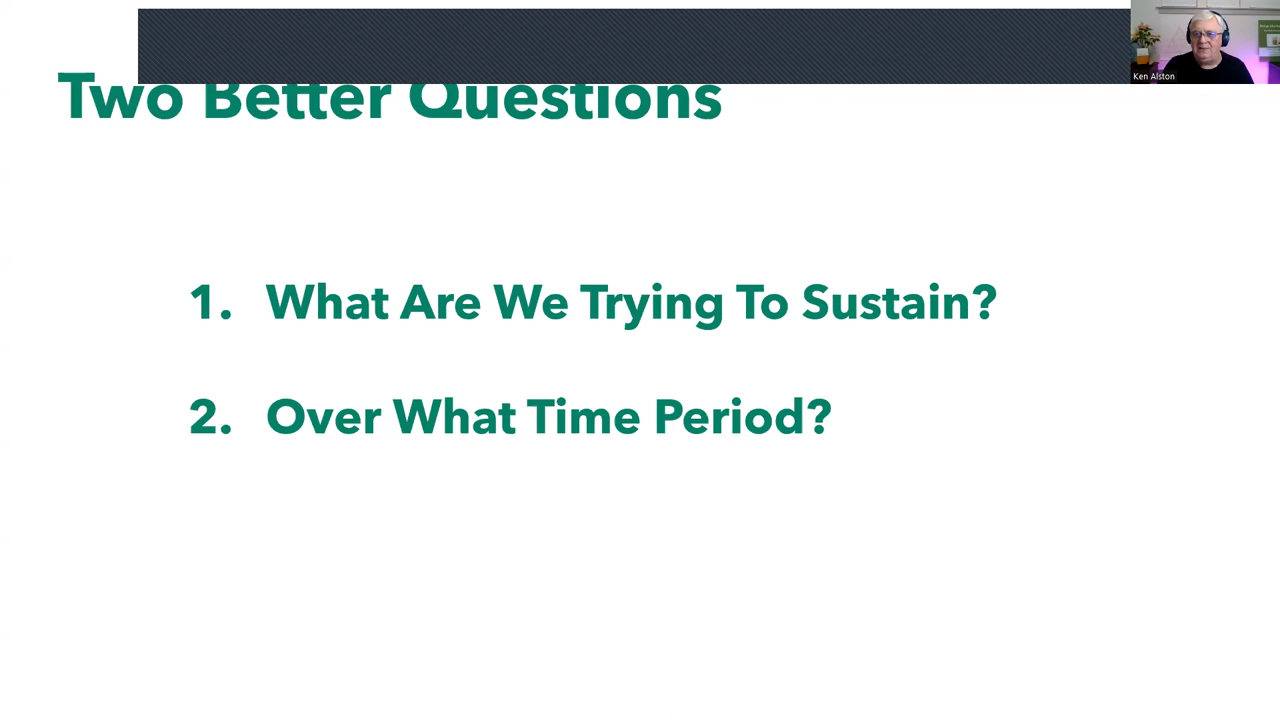 Two Better Questions
Ken Alston
1. What Are We Trying To Sustain?
2. Over What Time Period?